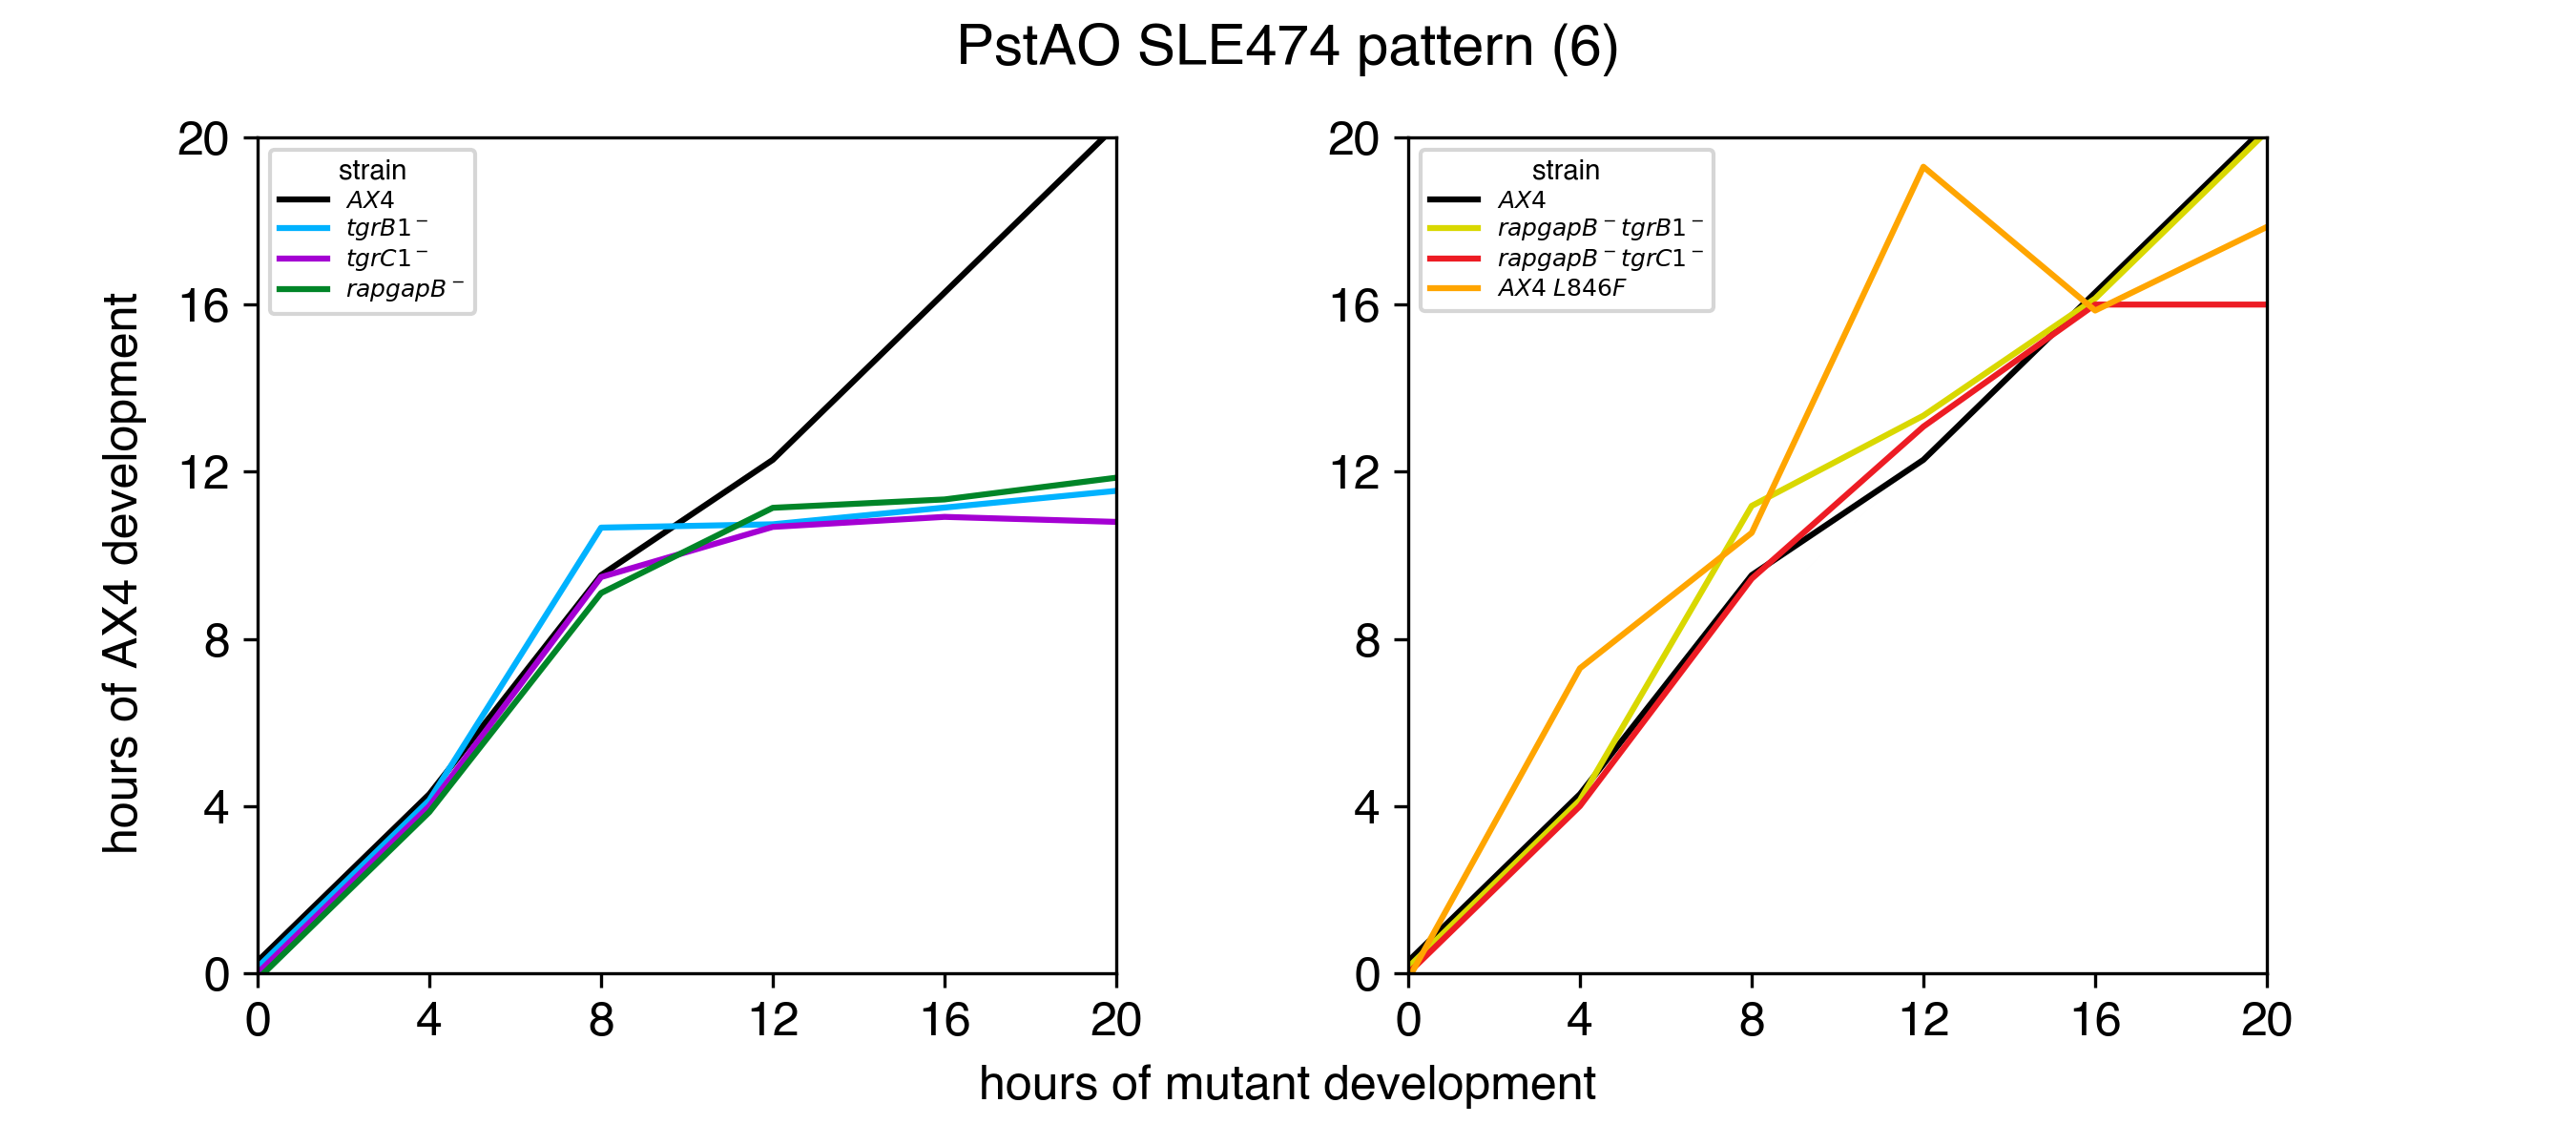 PstAO SLE474 pattern (6)
hours of AX4 development
20
16
12
8
4
0
0 4 8 12 16 20
strain
AX4
tgrB1⁻
tgrC1⁻
rapgapB⁻
20
16
12
8
4
0
0 4 8 12 16 20
strain
AX4
rapgapB⁻tgrB1⁻
rapgapB⁻tgrC1⁻
AX4 L846F
hours of mutant development